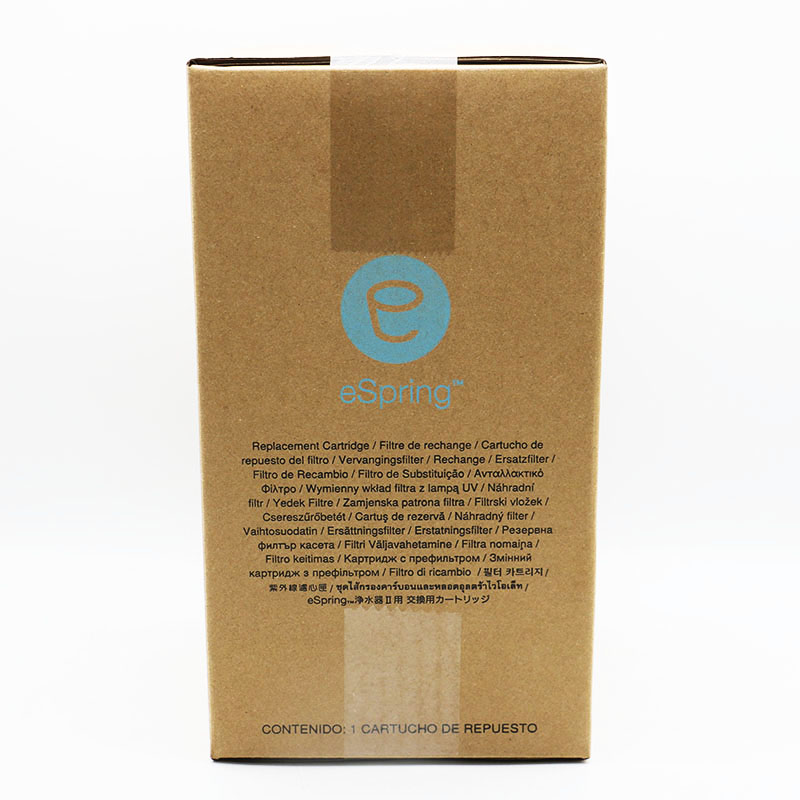 eSpring℠
Replacement Cartridge / Filtre de rechange / Cartucho de
repuesto del filtro / Vervangingsfilter / Rechange / Ersatzfilter /
Filtro de Recambio / Filtro de Substituição / Ανταλλακτικό
Φίλτρο / Wymienny wkład filtra z lampą UV / Náhradní
filtr / Yedek Filtre / Zamjenska patrona filtra / Filtrski vložek /
Csereszűrőbetét / Cartuş de rezervă / Náhradný filter /
Vaihtosuodatin / Ersättningsfilter / Erstatningsfilter / Резервна
филтър касета / Filtri Väljavahetamine / Filtra nomaiņa /
Filtro keitimas / Картридж с префильтром / Змінний
картридж з префільтром / Filtro di ricambio / 필터 카트리지 /
紫外線濾心匣 / ชุดไส้กรองคาร์บอนและหลอดอุลตร้าไวโอเล็ท /
eSpring™浄水器Ⅱ用 交換用カートリッジ
CONTENIDO: 1 CARTUCHO DE REPUESTO